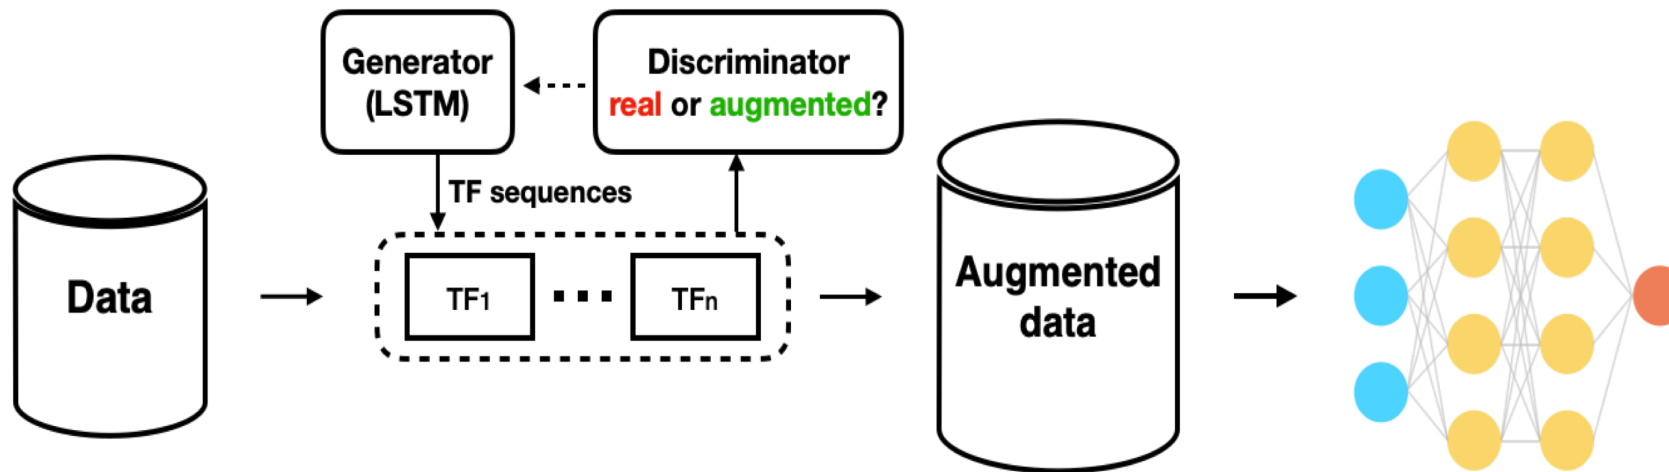 Generator
(LSTM)
Discriminator
real or augmented?
TF sequences
Data
TF1
TFn
Augmented
data